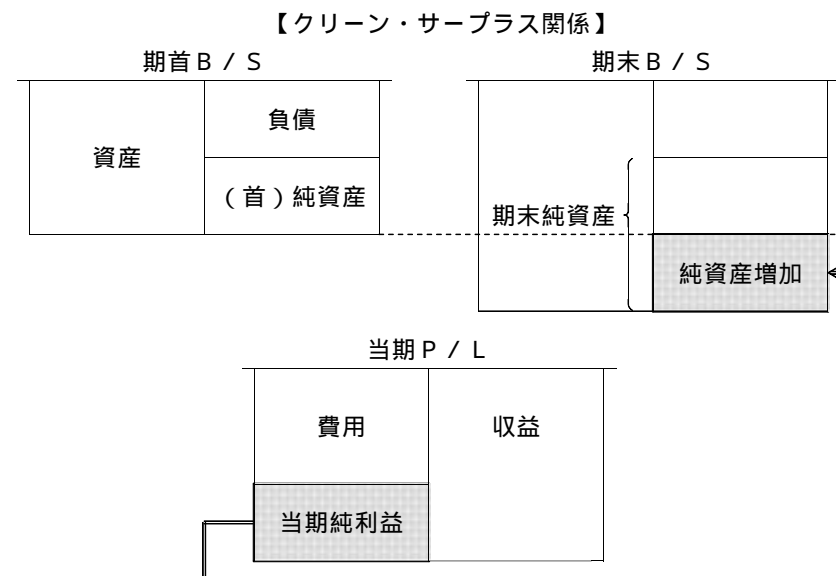 【クリーン・サープラス関係】
期首B/S
期末B/S
資産
負債
(首)純資産
期末純資産
純資産増加
当期P/L
費用
収益
当期純利益